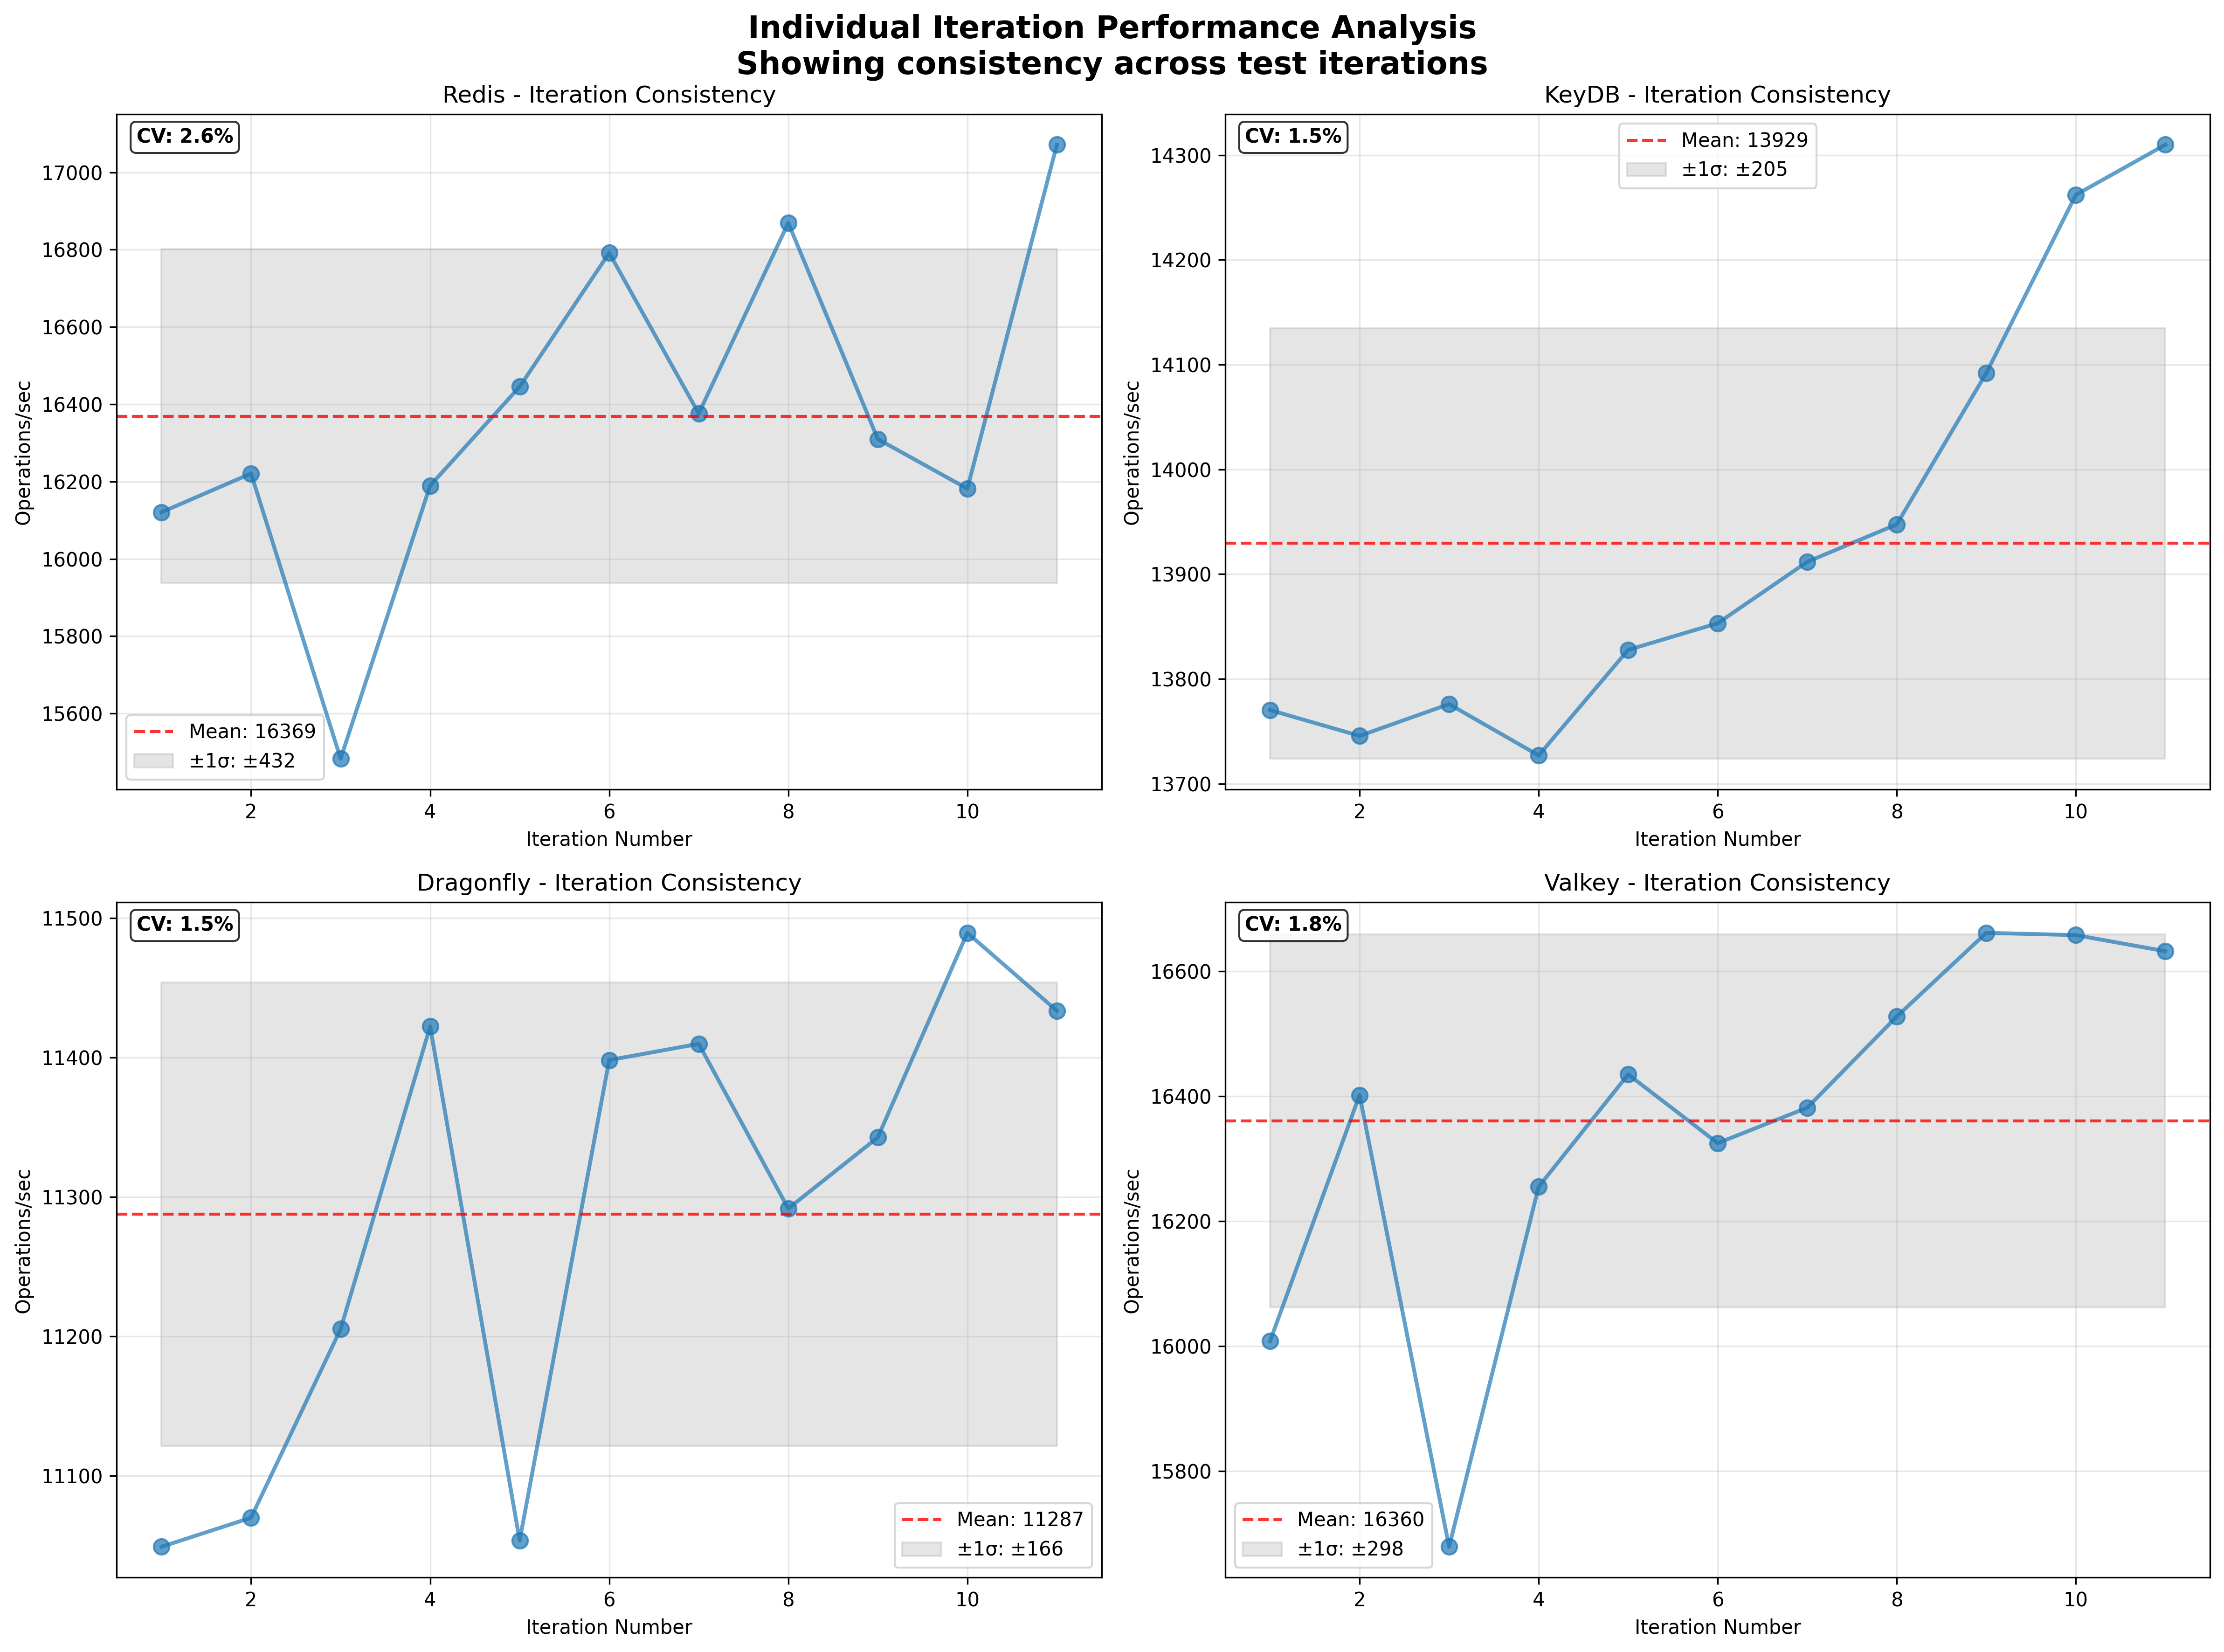 Individual Iteration Performance Analysis
Showing consistency across test iterations
Redis - Iteration Consistency
CV: 2.6%
17000
16800
16600
16400
16200
16000
15800
15600
Operations/sec
Mean: 16369
±1σ: ±432
2
4
6
8
10
Iteration Number
KeyDB - Iteration Consistency
CV: 1.5%
Mean: 13929
±1σ: ±205
14300
14200
14100
14000
13900
13800
13700
Operations/sec
2
4
6
8
10
Iteration Number
Dragonfly - Iteration Consistency
CV: 1.5%
11500
11400
11300
11200
11100
Operations/sec
Mean: 11287
±1σ: ±166
2
4
6
8
10
Iteration Number
Valkey - Iteration Consistency
CV: 1.8%
16600
16400
16200
16000
15800
Operations/sec
Mean: 16360
±1σ: ±298
2
4
6
8
10
Iteration Number